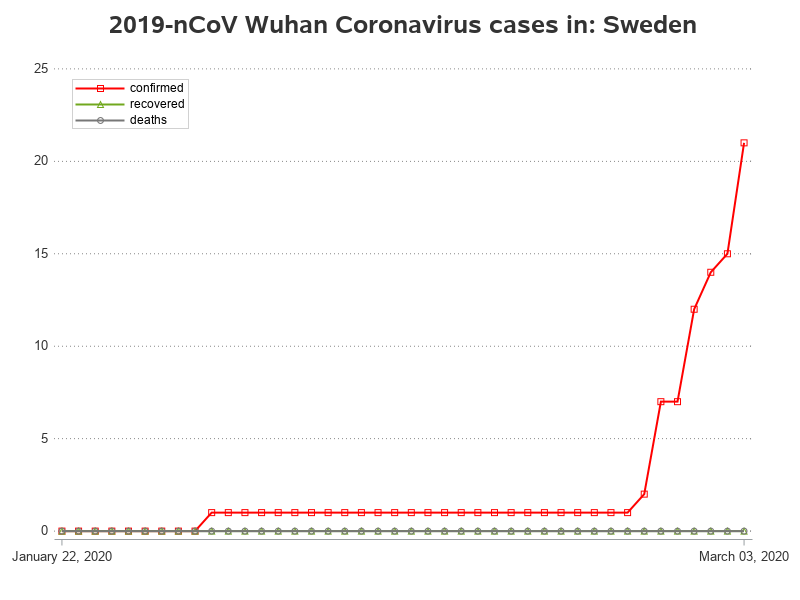 2019-nCoV Wuhan Coronavirus cases in: Sweden
25
confirmed
recovered
deaths
20
15
10
5
0
January 22, 2020
March 03, 2020